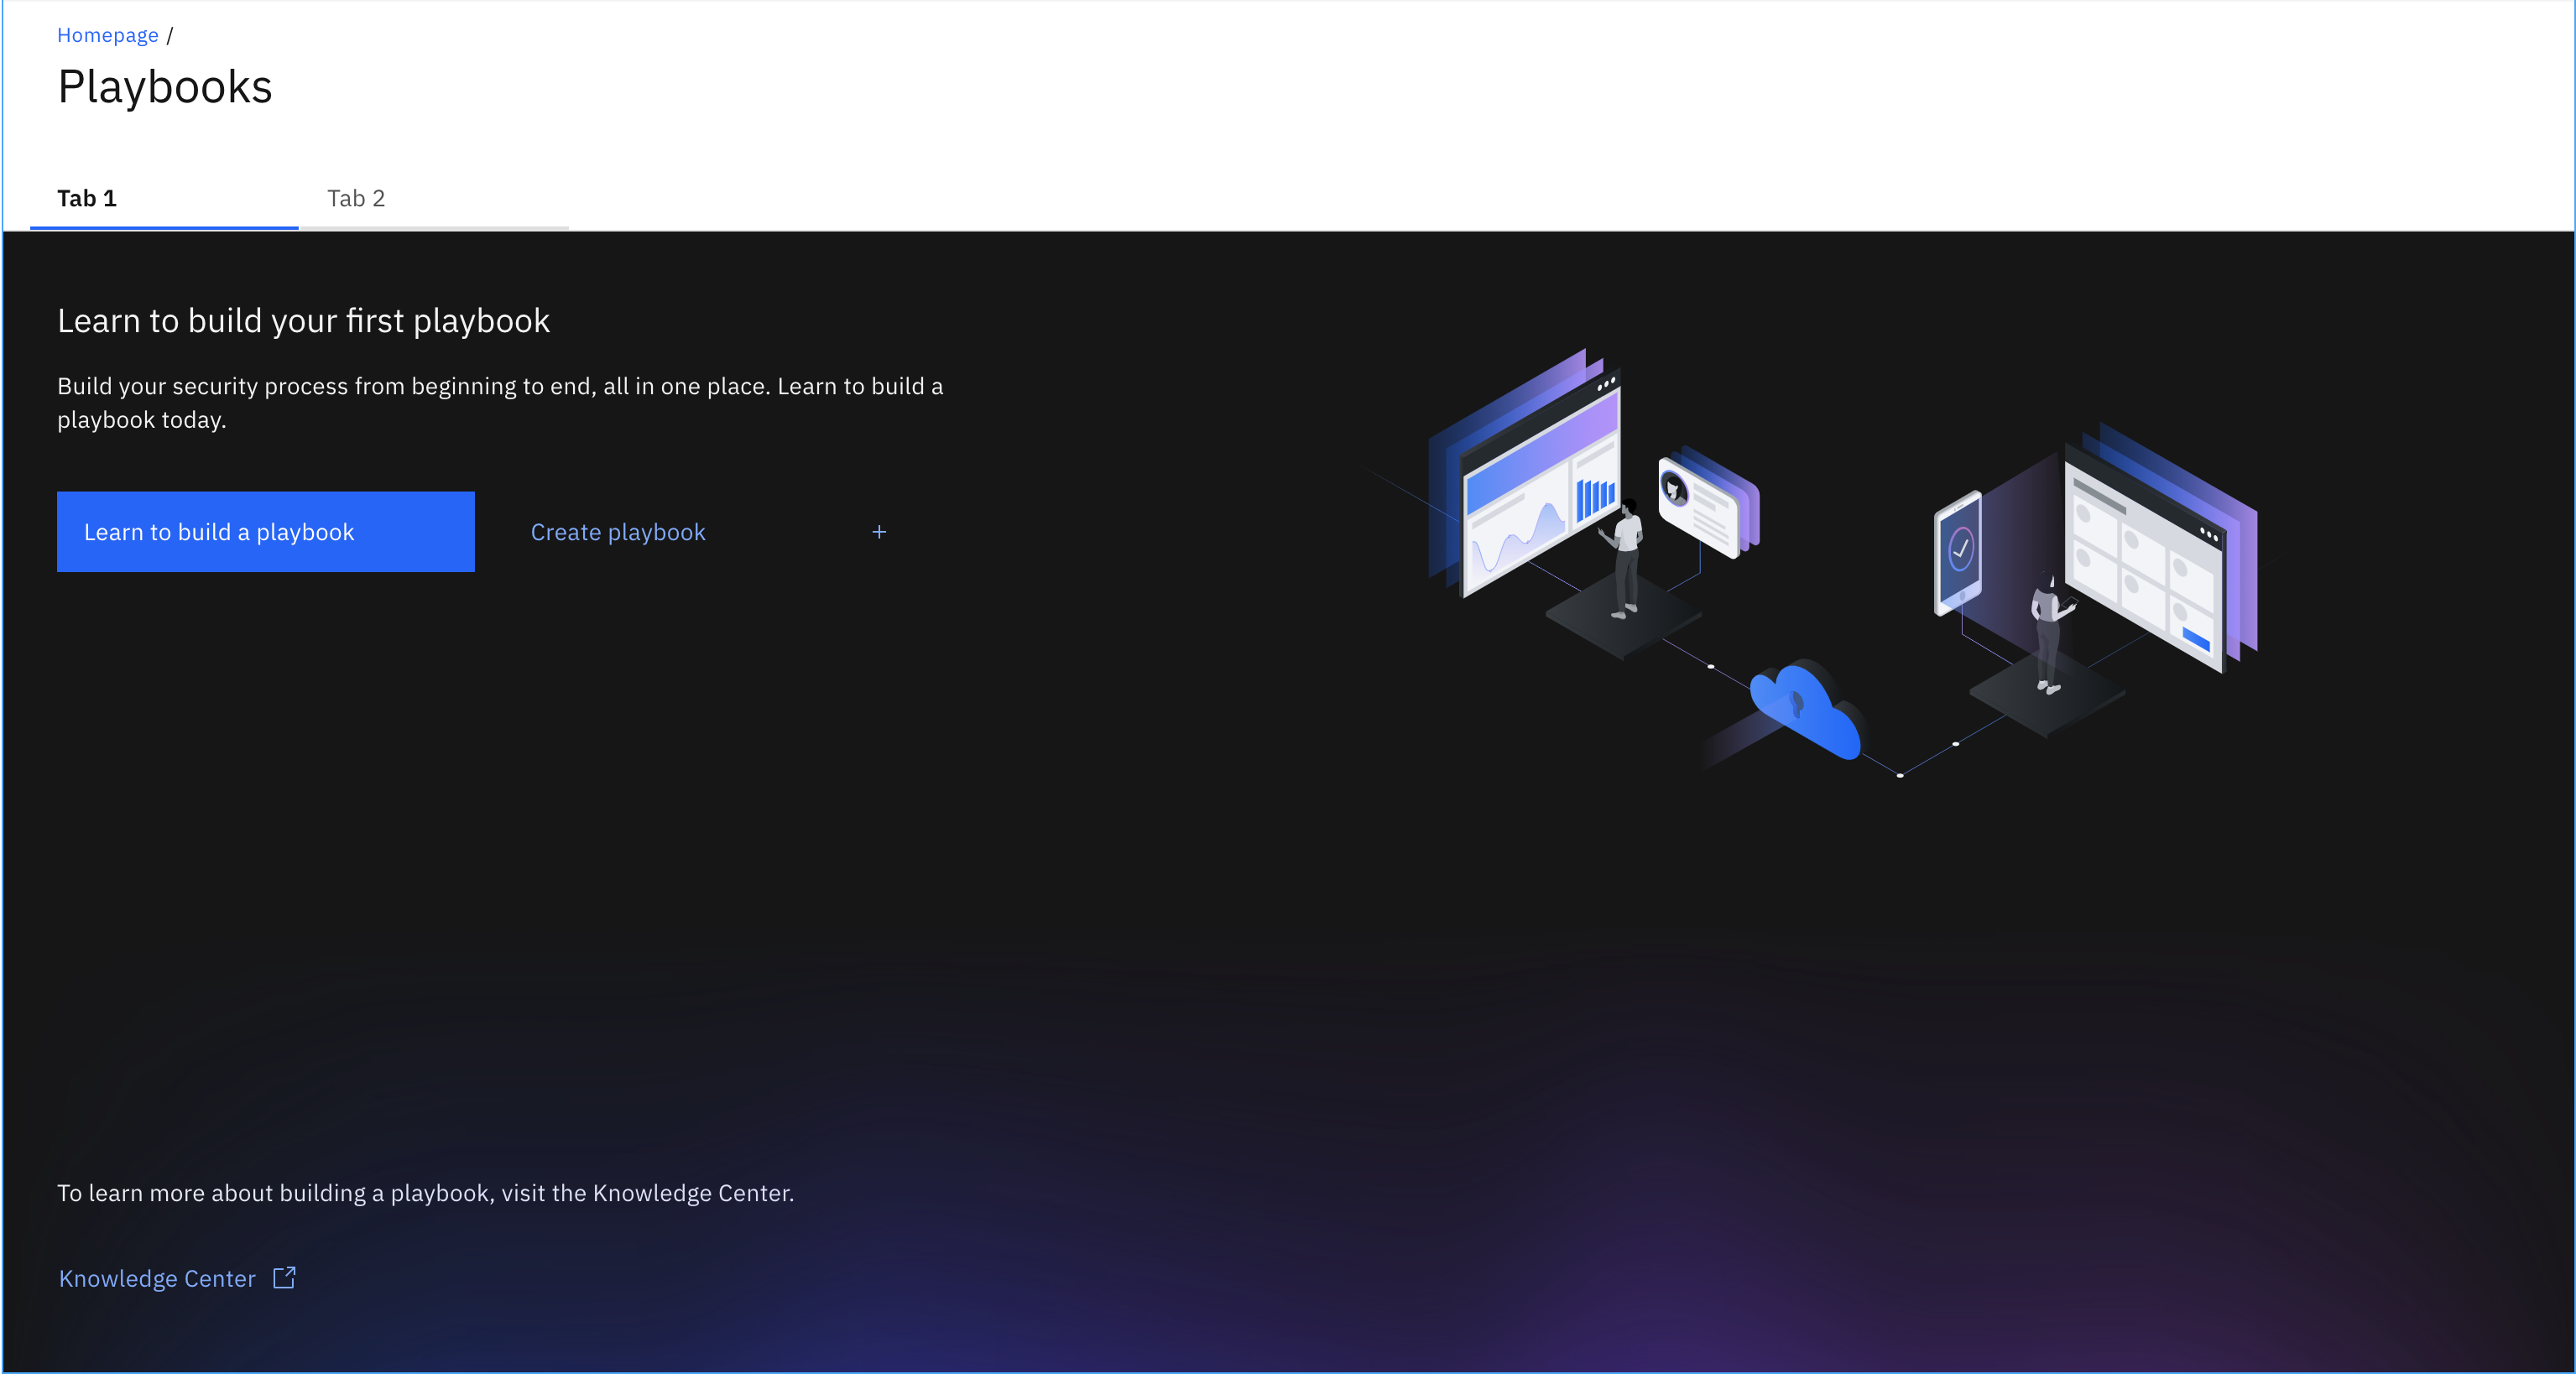 Homepage /
Playbooks
Tab 1
Tab 2
Learn to build your first playbook
Build your security process from beginning to end, all in one place. Learn to build a
playbook today.
Learn to build a playbook
Create playbook +
To learn more about building a playbook, visit the Knowledge Center.
Knowledge Center